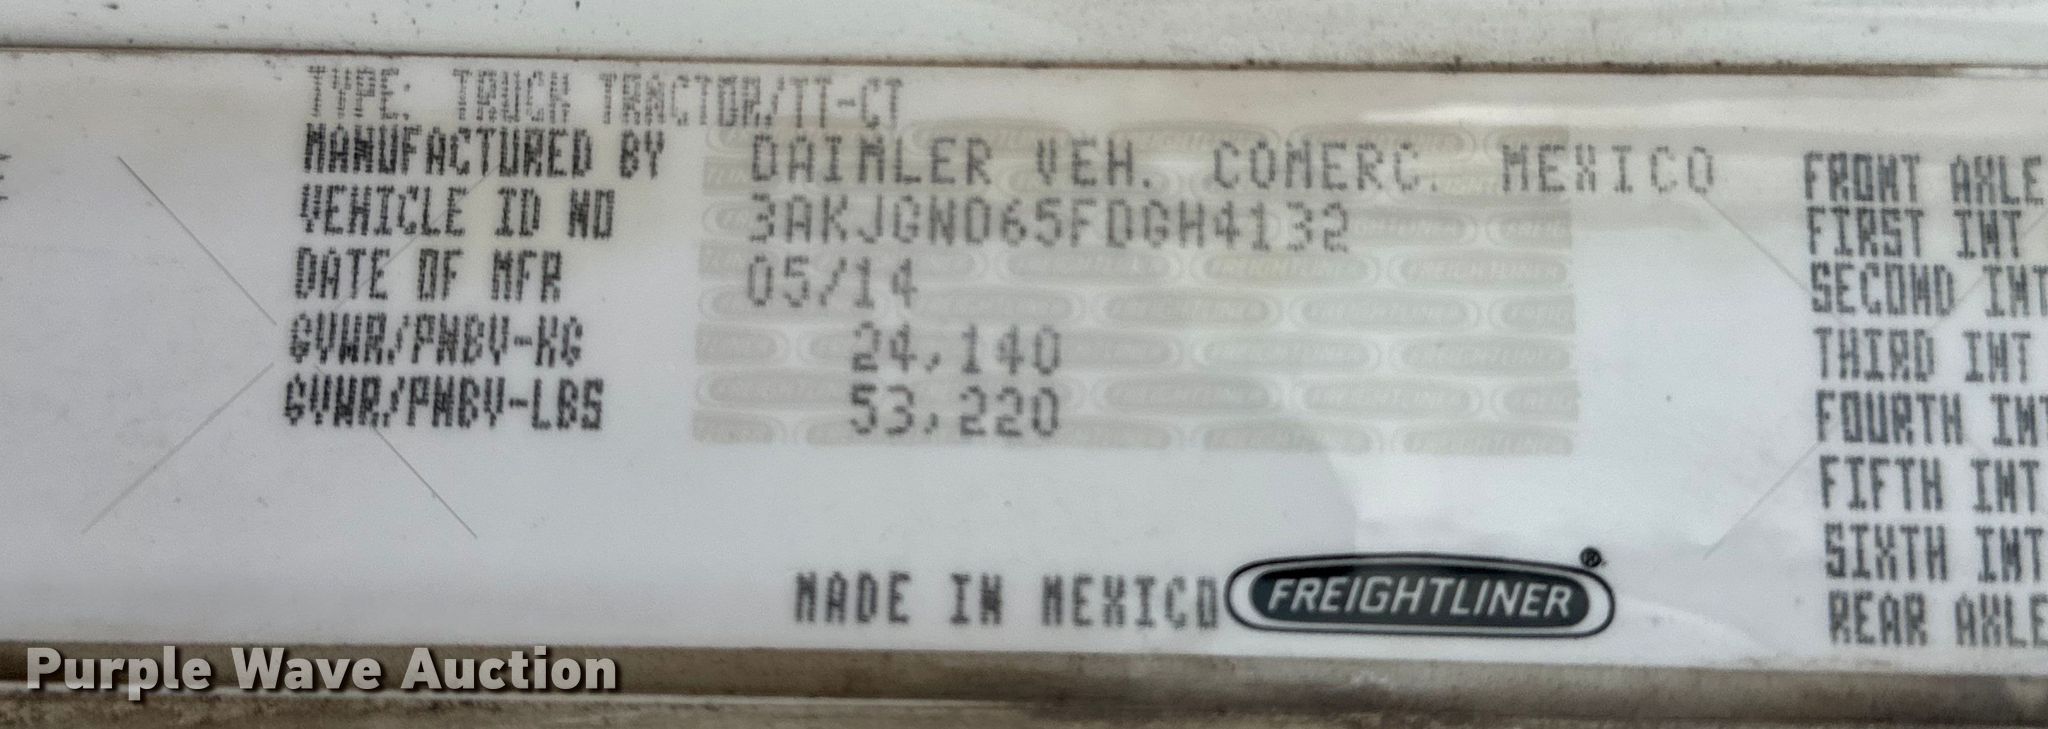 TYPE: TRUCK TRACTOR/TT-CT
MANUFACTURED BY DAIMLER VEH. COMERC. MEXICO
VEHICLE ID NO 3AKJGND65FDGH4132
DATE OF MFR 05/14
GVWR/PNBV-KG 24,140
GVWR/PNBV-LBS 53,220
MADE IN MEXICO FREIGHTLINER®
FRONT AXLE
FIRST INT
SECOND INT
THIRD INT
FOURTH INT
FIFTH INT
SIXTH INT
REAR AXLE
Purple Wave Auction